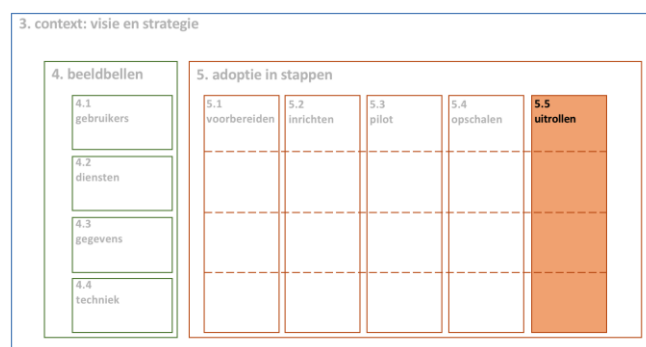 3. context: visie en strategie
4. beeldbellen
5. adoptie in stappen
4.1
gebruikers
4.2
diensten
4.3
gegevens
4.4
techniek
5.1
voorbereiden
5.2
inrichten
5.3
pilot
5.4
opschalen
5.5
uitrollen